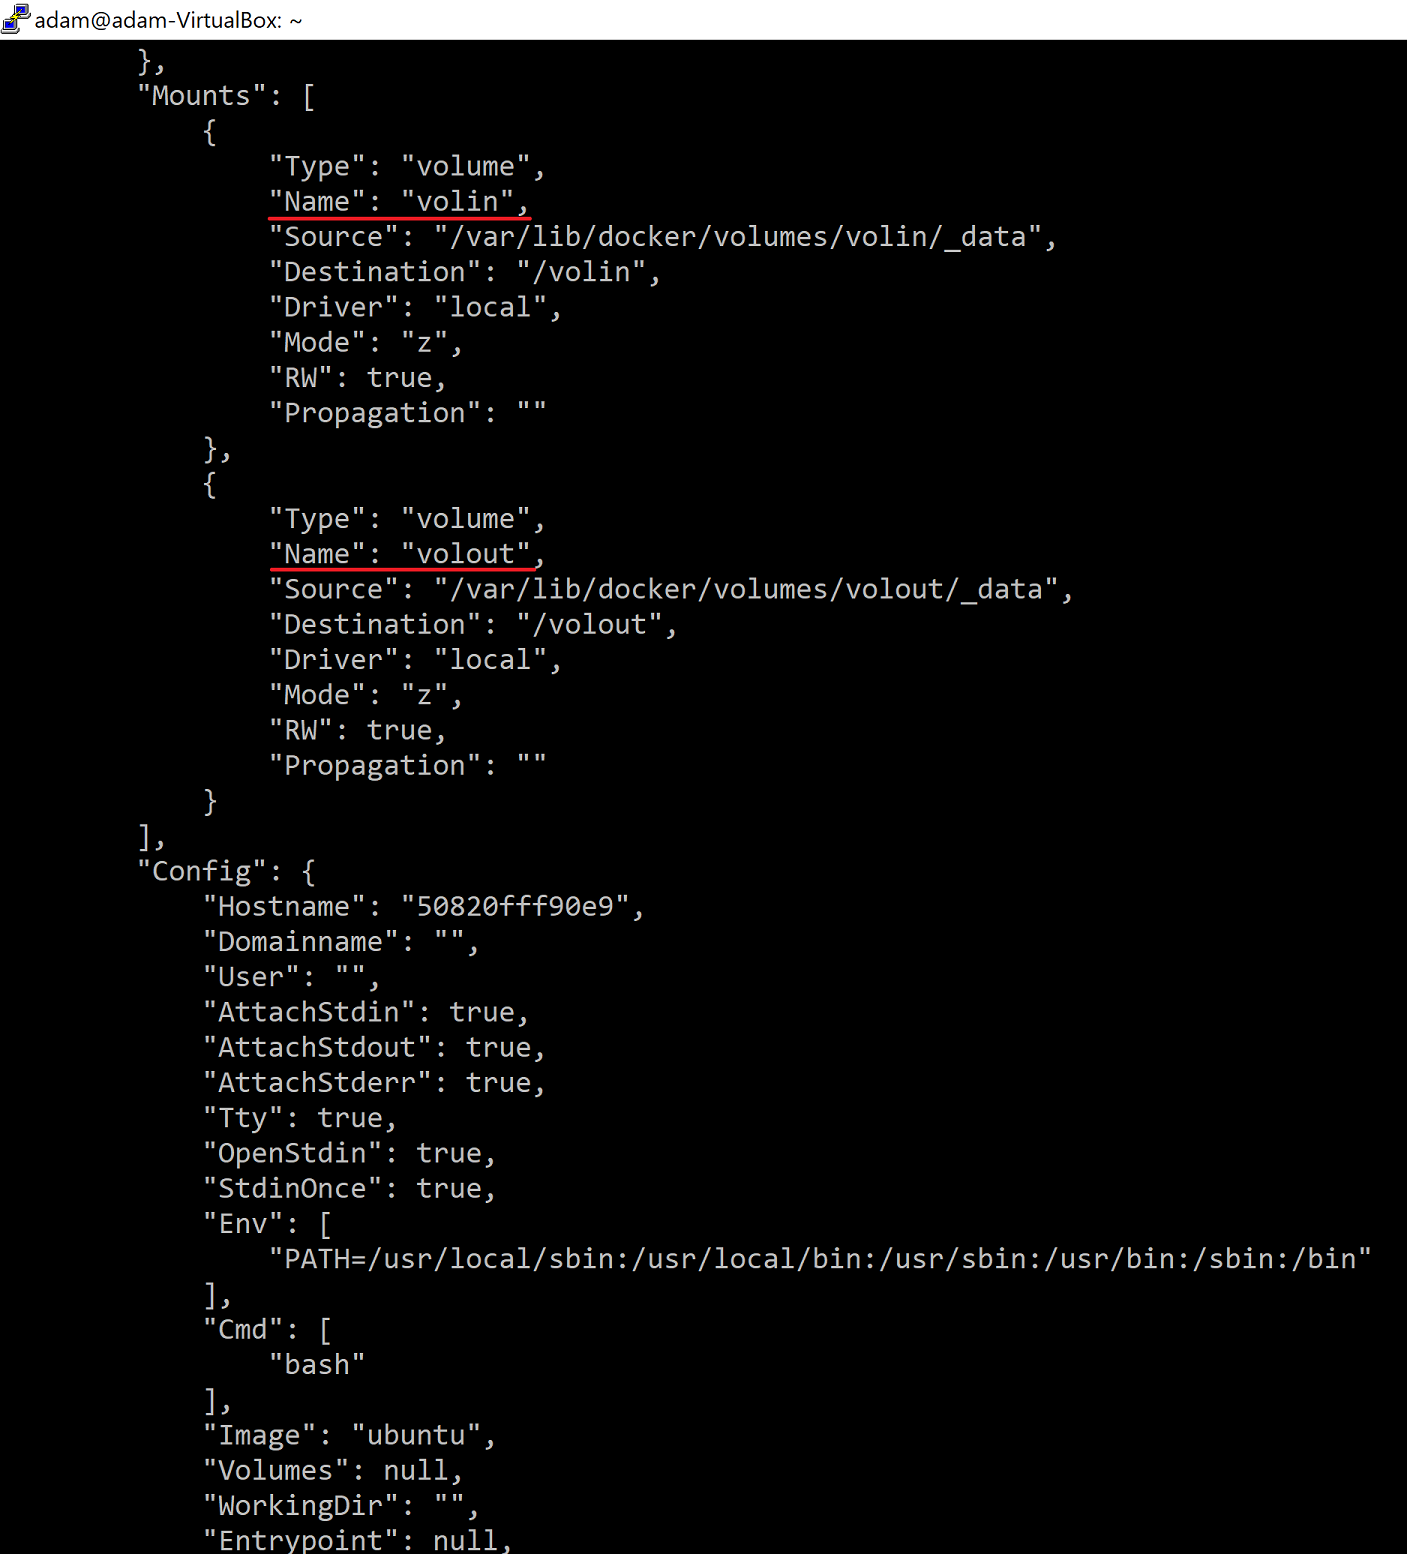 adam@adam-VirtualBox: ~
},
"Mounts": [
{
"Type": "volume",
"Name": "volin",
"Source": "/var/lib/docker/volumes/volin/_data",
"Destination": "/volin",
"Driver": "local",
"Mode": "z",
"RW": true,
"Propagation": ""
},
{
"Type": "volume",
"Name": "volout",
"Source": "/var/lib/docker/volumes/volout/_data",
"Destination": "/volout",
"Driver": "local",
"Mode": "z",
"RW": true,
"Propagation": ""
}
],
"Config": {
"Hostname": "50820fff90e9",
"Domainname": "",
"User": "",
"AttachStdin": true,
"AttachStdout": true,
"AttachStderr": true,
"Tty": true,
"OpenStdin": true,
"StdinOnce": true,
"Env": [
"PATH=/usr/local/sbin:/usr/local/bin:/usr/sbin:/usr/bin:/sbin:/bin"
],
"Cmd": [
"bash"
],
"Image": "ubuntu",
"Volumes": null,
"WorkingDir": "",
"Entrypoint": null,